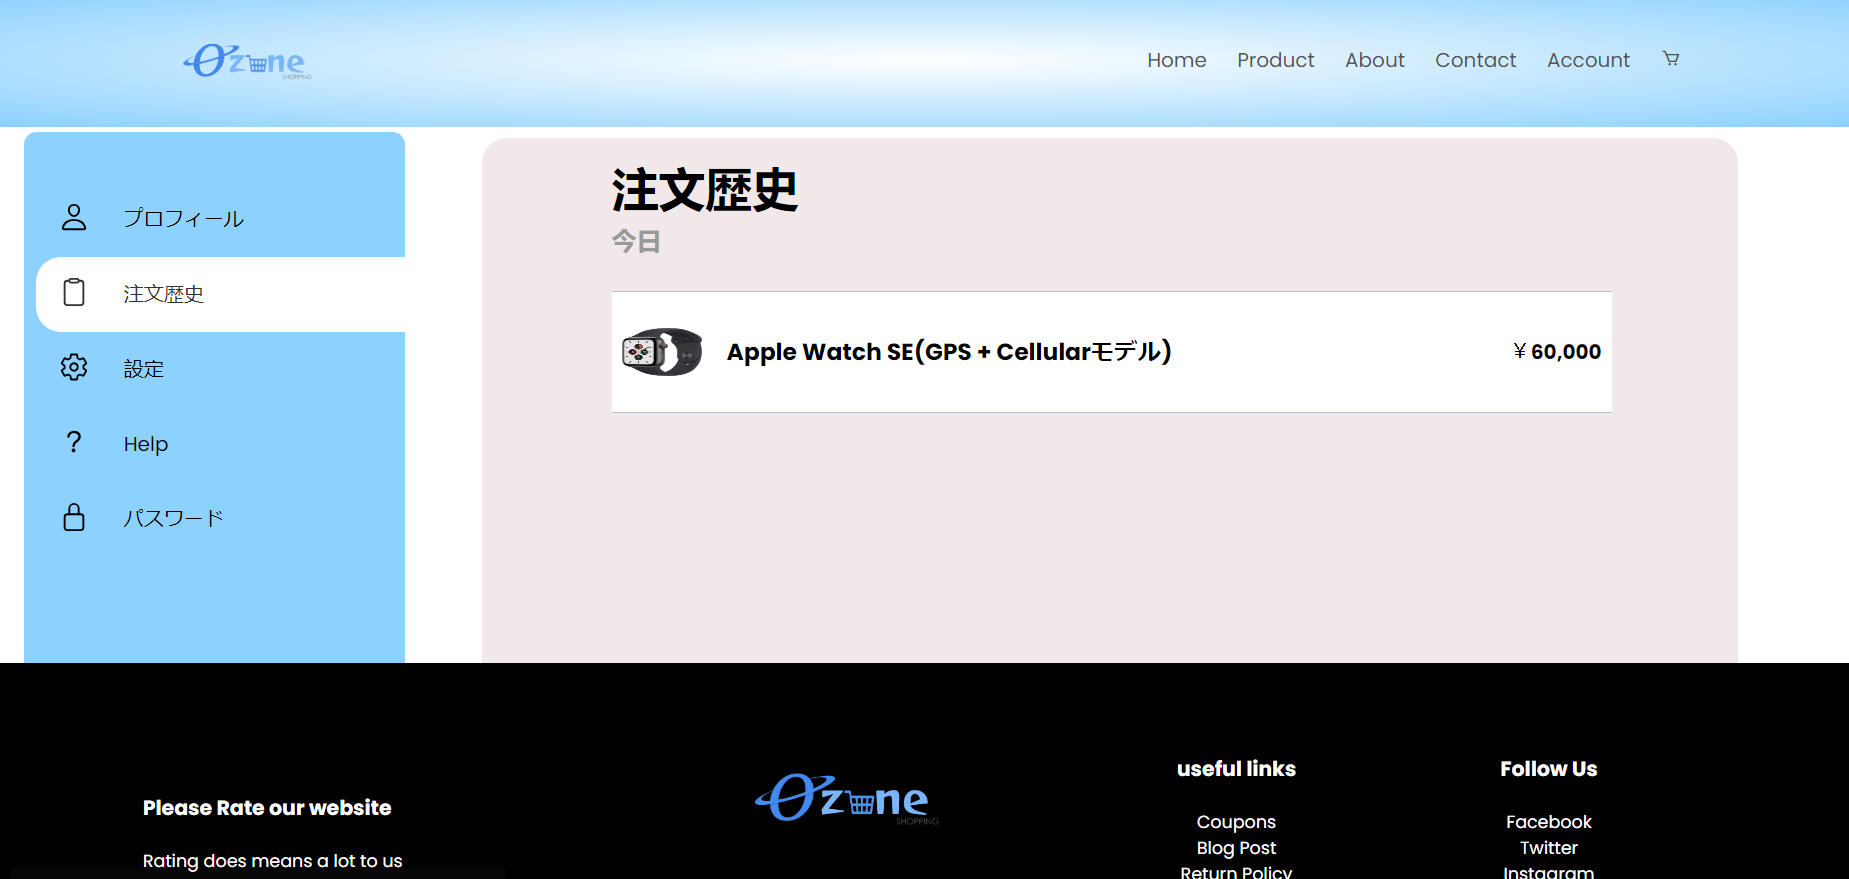 Ozone
SHOPPING
Home Product About Contact Account
プロフィール
注文歴史
設定
Help
パスワード
注文歴史
今日
Apple Watch SE(GPS + Cellularモデル)
￥60,000
Please Rate our website
Rating does means a lot to us
Ozone
SHOPPING
useful links
Coupons
Blog Post
Return Policy
Follow Us
Facebook
Twitter
Instagram